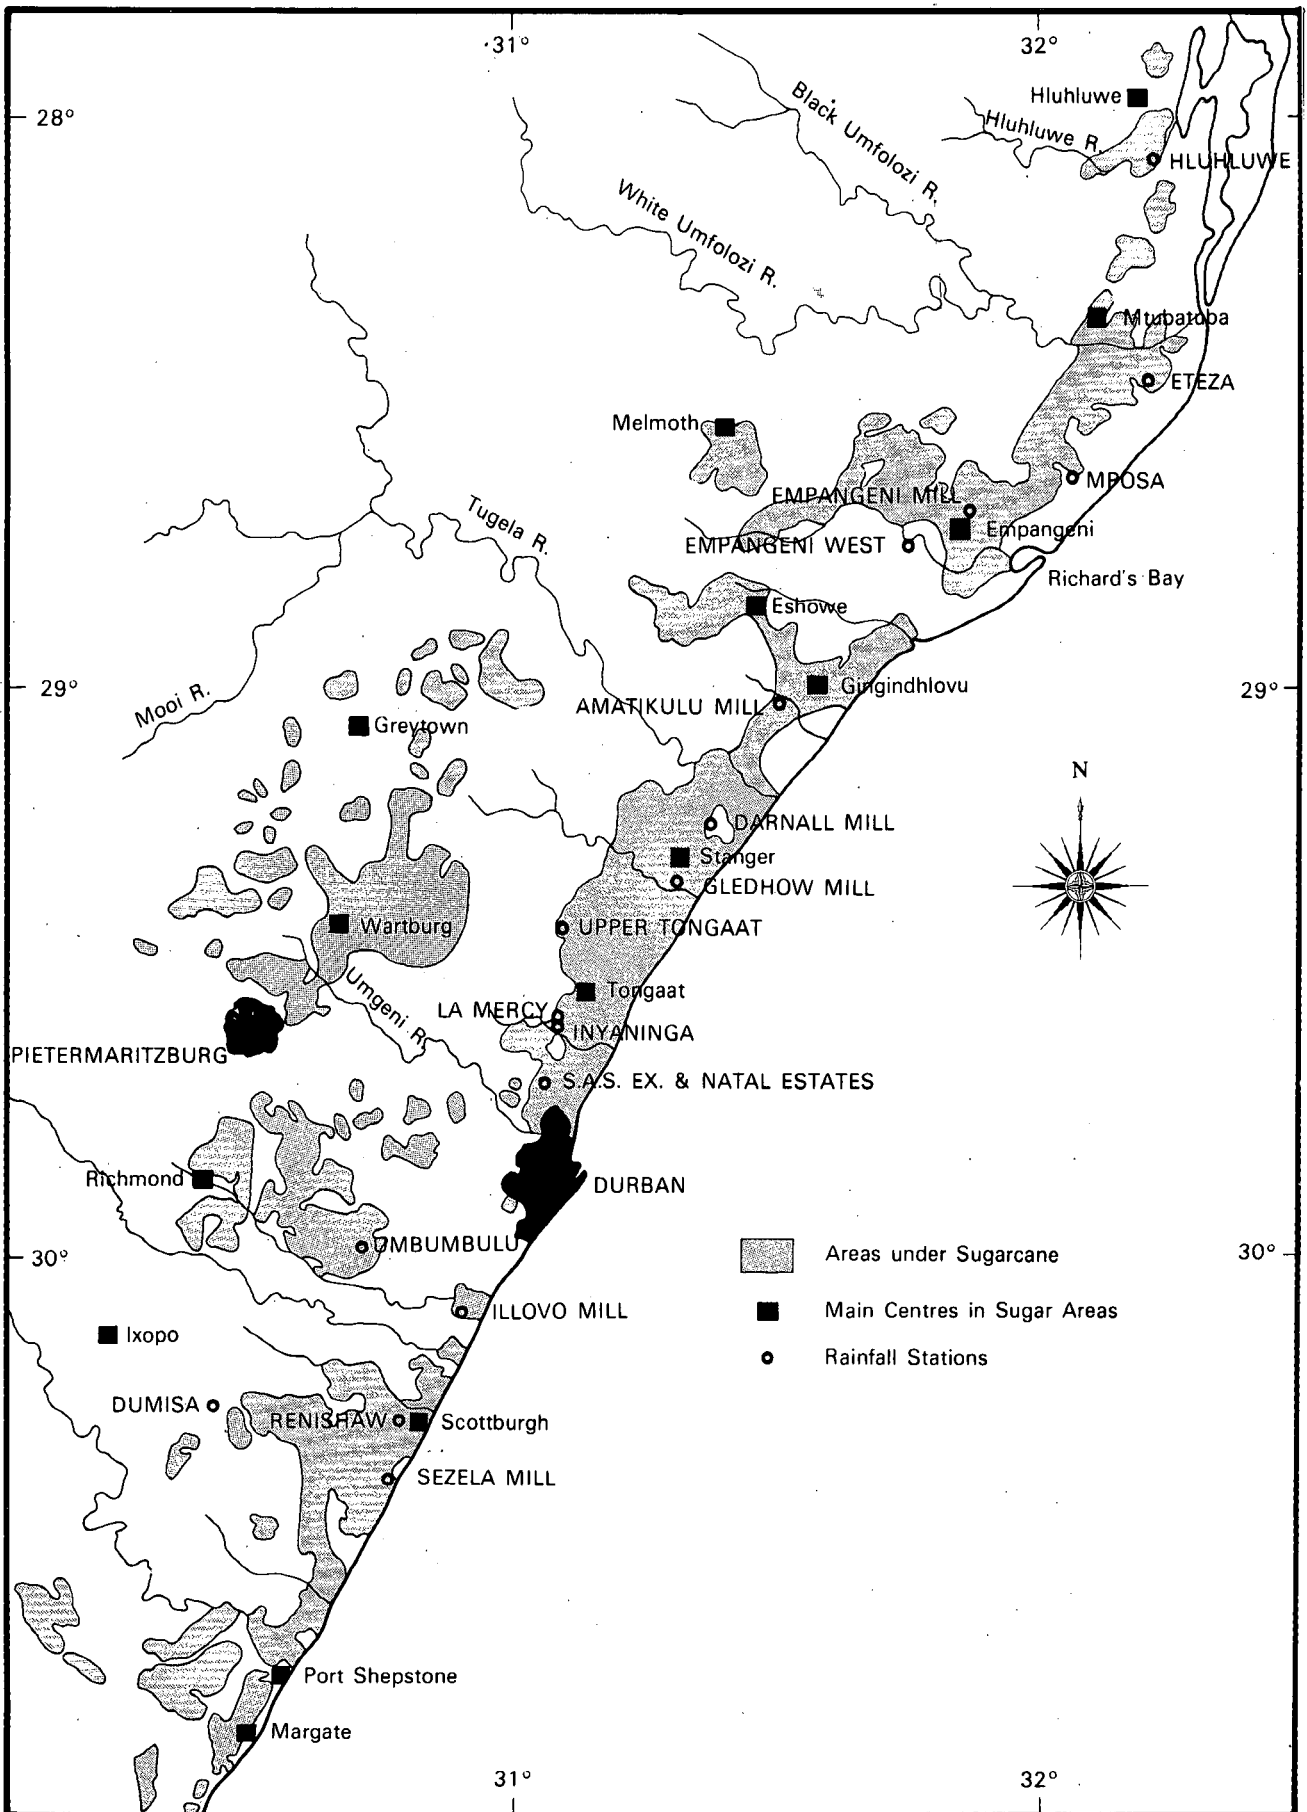 31° 32°
Hluhluwe
28°
Black Umfolozi R.
Hluhluwe R.
HLUHLUWE
White Umfolozi R.
Mtubatuba
ETEZA
Melmoth
MPOSA
EMPANGENI MILL
Tugela R.
Empangeni
EMPANGENI WEST
Richard's Bay
Eshowe
29° Gingindhlovu 29°
Mooi R.
AMATIKULU MILL
Greytown
N
DARNALL MILL
Stanger
GLEDHOW MILL
Wartburg
UPPER TONGAAT
Umgeni R.
Tongaat
LA MERCY
INYANINGA
PIETERMARITZBURG
S.A.S. EX. & NATAL ESTATES
Richmond
DURBAN
UMBUMBULU
30° Areas under Sugarcane 30°
ILLOVO MILL
Main Centres in Sugar Areas
Ixopo
Rainfall Stations
DUMISA
RENISHAW
Scottburgh
SEZELA MILL
Port Shepstone
Margate
31° 32°